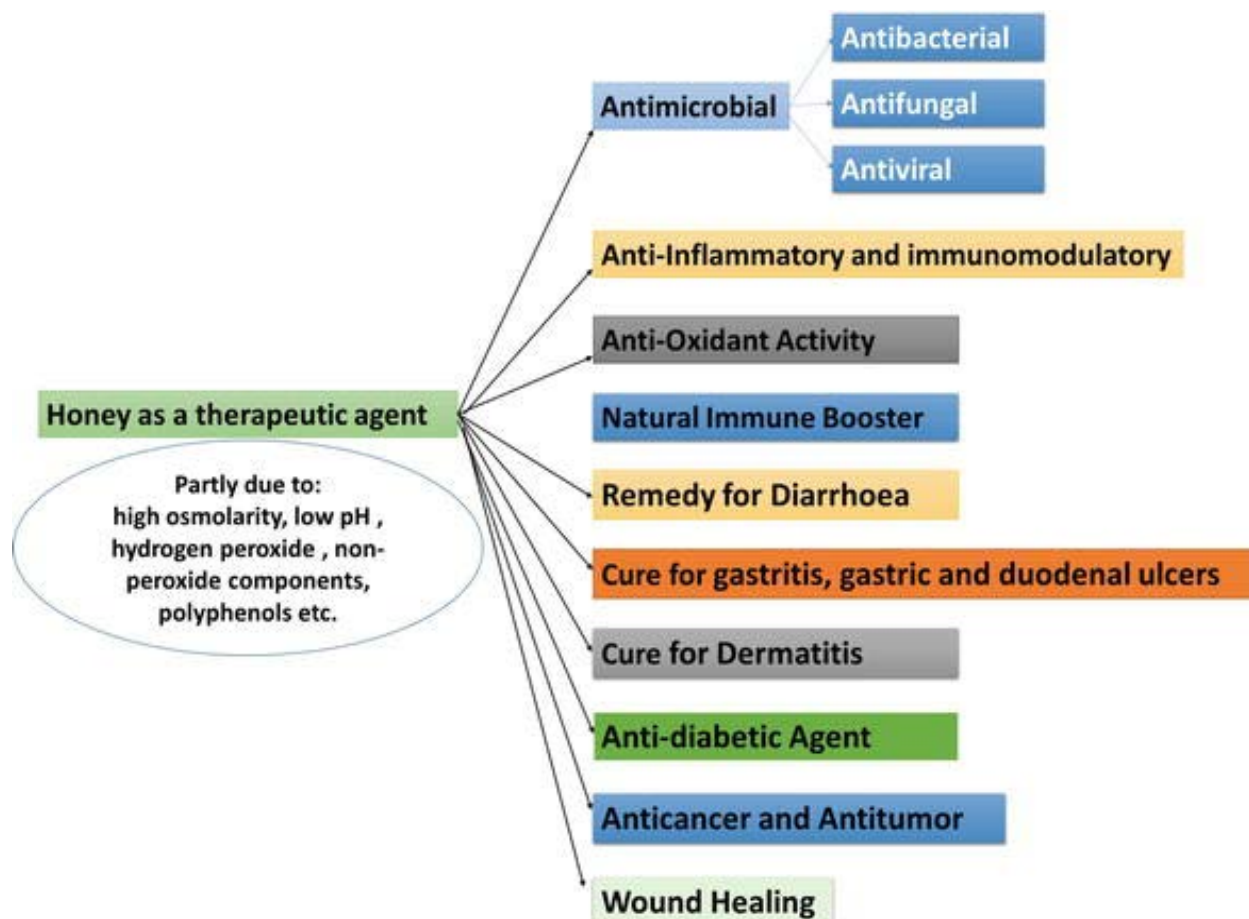 Antibacterial
Antimicrobial
Antifungal
Antiviral
Anti-Inflammatory and immunomodulatory
Anti-Oxidant Activity
Honey as a therapeutic agent
Natural Immune Booster
Partly due to:
high osmolarity, low pH ,
hydrogen peroxide , non-
peroxide components,
polyphenols etc.
Remedy for Diarrhoea
Cure for gastritis, gastric and duodenal ulcers
Cure for Dermatitis
Anti-diabetic Agent
Anticancer and Antitumor
Wound Healing